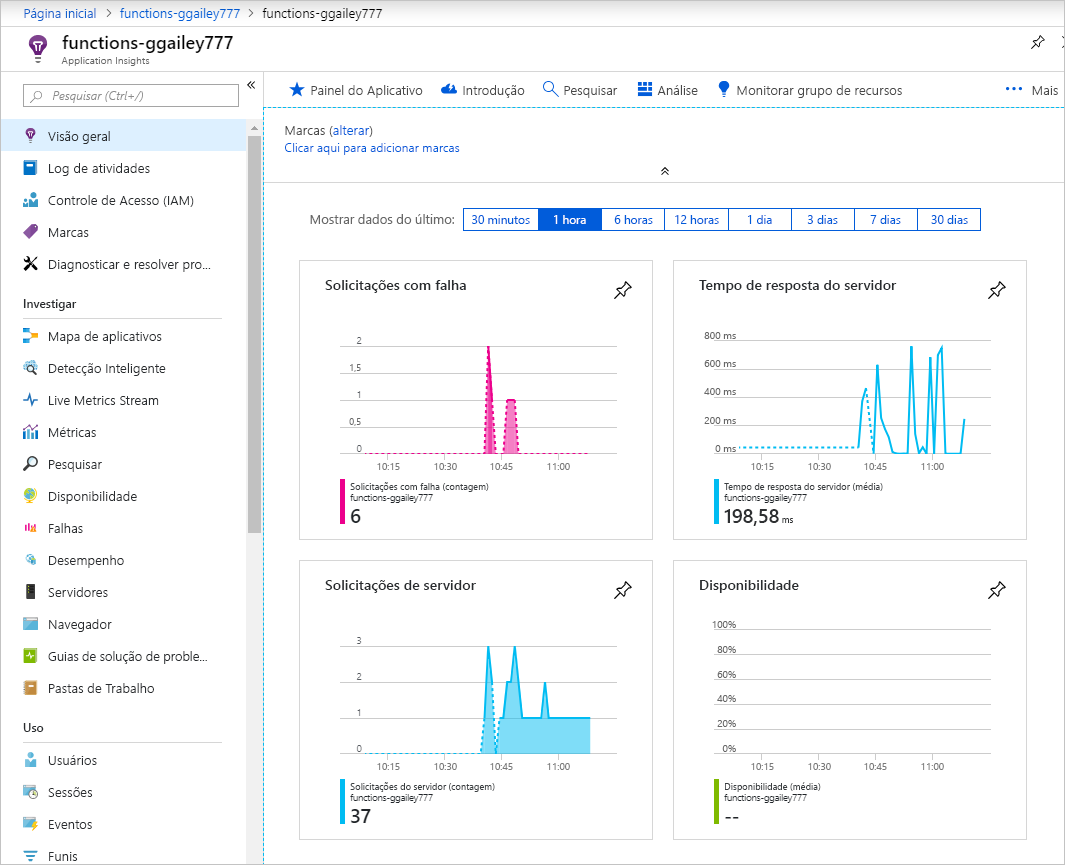 Página inicial > functions-ggailey777 > functions-ggailey777
functions-ggailey777
Application Insights
Pesquisar (Ctrl+/)
«
Visão geral
Log de atividades
Controle de Acesso (IAM)
Marcas
Diagnosticar e resolver pro...
Investigar
Mapa de aplicativos
Detecção Inteligente
Live Metrics Stream
Métricas
Pesquisar
Disponibilidade
Falhas
Desempenho
Servidores
Navegador
Guias de solução de proble...
Pastas de Trabalho
Uso
Usuários
Sessões
Eventos
Funis
Painel do Aplicativo Introdução Pesquisar Análise Monitorar grupo de recursos ··· Mais
Marcas (alterar)
Clicar aqui para adicionar marcas
Mostrar dados do último: 30 minutos 1 hora 6 horas 12 horas 1 dia 3 dias 7 dias 30 dias
Solicitações com falha
2
1,5
1
0,5
0
10:15 10:30 10:45 11:00
Solicitações com falha (contagem)
functions-ggailey777
6
Tempo de resposta do servidor
800 ms
600 ms
400 ms
200 ms
0 ms
10:15 10:30 10:45 11:00
Tempo de resposta do servidor (média)
functions-ggailey777
198,58 ms
Solicitações de servidor
3
2
1
0
10:15 10:30 10:45 11:00
Solicitações do servidor (contagem)
functions-ggailey777
37
Disponibilidade
100%
80%
60%
40%
20%
0%
10:15 10:30 10:45 11:00
Disponibilidade (média)
functions-ggailey777
--